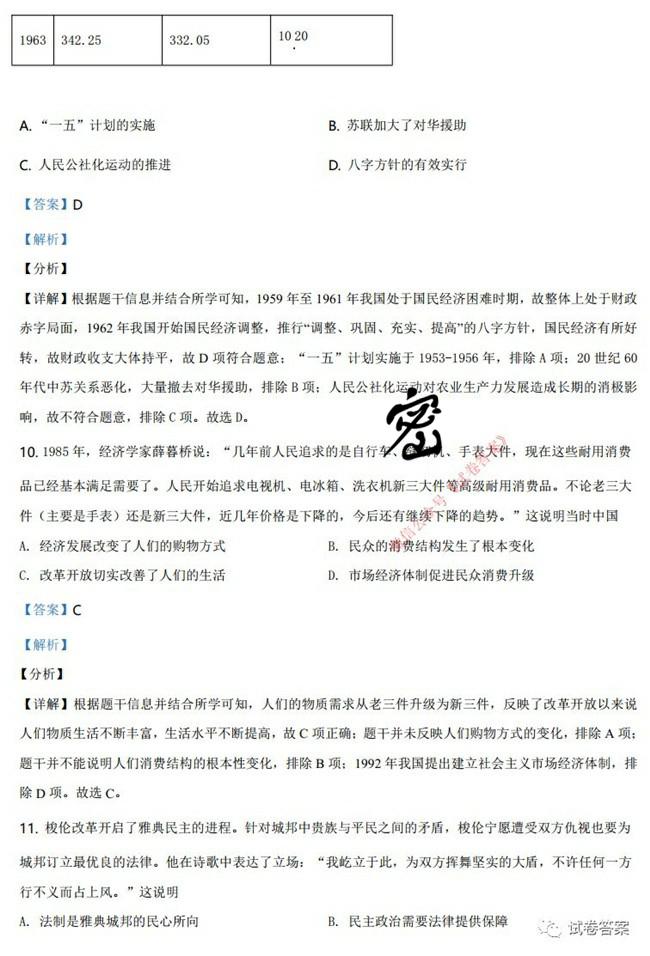 1963 342.25 332.05 10.20
A. “一五”计划的实施 B. 苏联加大了对华援助
C. 人民公社化运动的推进 D. 八字方针的有效实行
【答案】D
【解析】
【分析】
【详解】根据题干信息并结合所学可知，1959 年至 1961 年我国处于国民经济困难时期，故整体上处于财政
赤字局面，1962 年我国开始国民经济调整，推行“调整、巩固、充实、提高”的八字方针，国民经济有所好
转，故财政收支大体持平，故 D 项符合题意；“一五”计划实施于 1953-1956 年，排除 A 项；20 世纪 60
年代中苏关系恶化，大量撤去对华援助，排除 B 项；人民公社化运动对农业生产力发展造成长期的消极影
响，故不符合题意，排除 C 项。故选 D。
密
10. 1985 年，经济学家薛暮桥说：“几年前人民追求的是自行车、机、手表大件，现在这些耐用消费
品已经基本满足需要了。人民开始追求电视机、电冰箱、洗衣机新三大件等高级耐用消费品。不论老三大
件（主要是手表）还是新三大件，近几年价格是下降的，今后还有继续下降的趋势。”这说明当时中国
微信公众号《试卷答案》
A. 经济发展改变了人们的购物方式 B. 民众的消费结构发生了根本变化
C. 改革开放切实改善了人们的生活 D. 市场经济体制促进民众消费升级
【答案】C
【解析】
【分析】
【详解】根据题干信息并结合所学可知，人们的物质需求从老三件升级为新三件，反映了改革开放以来说
人们物质生活不断丰富，生活水平不断提高，故 C 项正确；题干并未反映人们购物方式的变化，排除 A 项；
题干并不能说明人们消费结构的根本性变化，排除 B 项；1992 年我国提出建立社会主义市场经济体制，排
除 D 项。故选 C。
11. 梭伦改革开启了雅典民主的进程。针对城邦中贵族与平民之间的矛盾，梭伦宁愿遭受双方仇视也要为
城邦订立最优良的法律。他在诗歌中表达了立场：“我屹立于此，为双方挥舞坚实的大盾，不许任何一方
行不义而占上风。”这说明
A. 法制是雅典城邦的民心所向 B. 民主政治需要法律提供保障
试卷答案